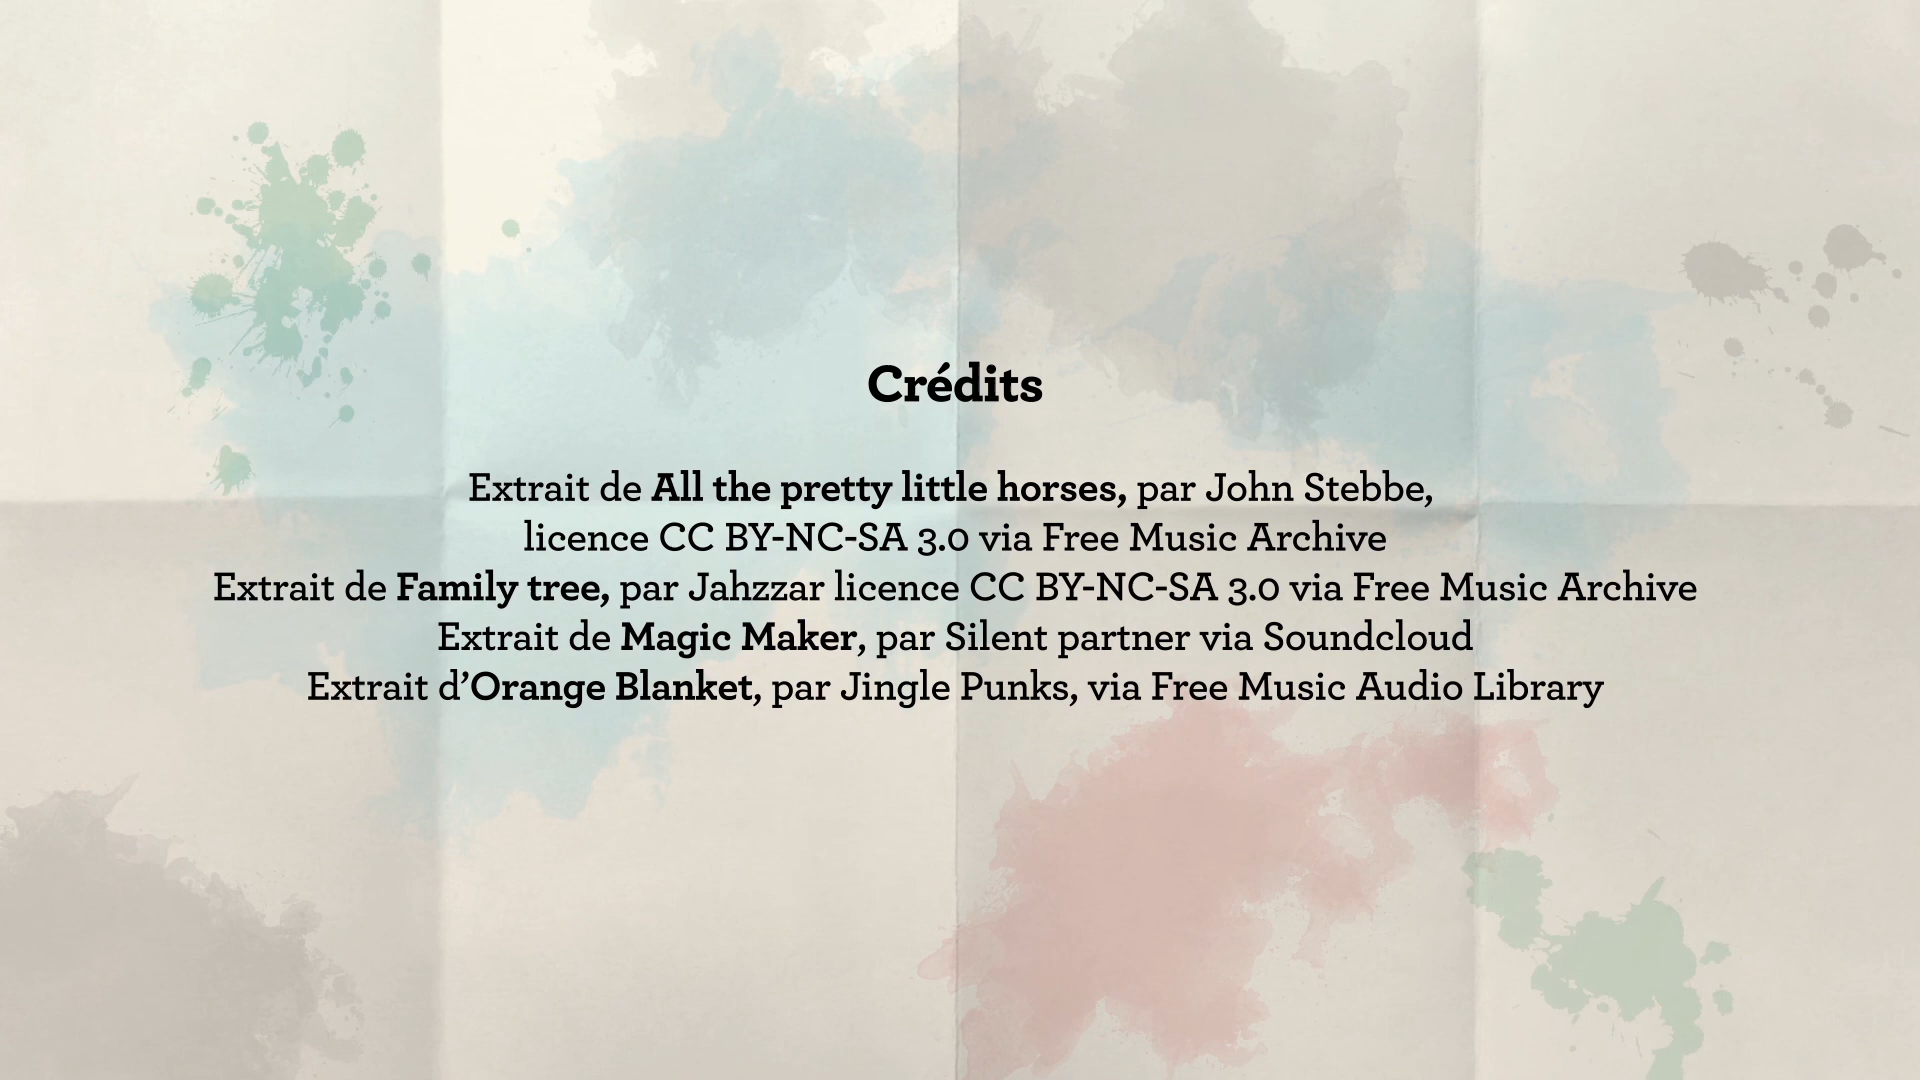 Crédits
Extrait de All the pretty little horses, par John Stebbe,
licence CC BY-NC-SA 3.0 via Free Music Archive
Extrait de Family tree, par Jahzzar licence CC BY-NC-SA 3.0 via Free Music Archive
Extrait de Magic Maker, par Silent partner via Soundcloud
Extrait d’Orange Blanket, par Jingle Punks, via Free Music Audio Library